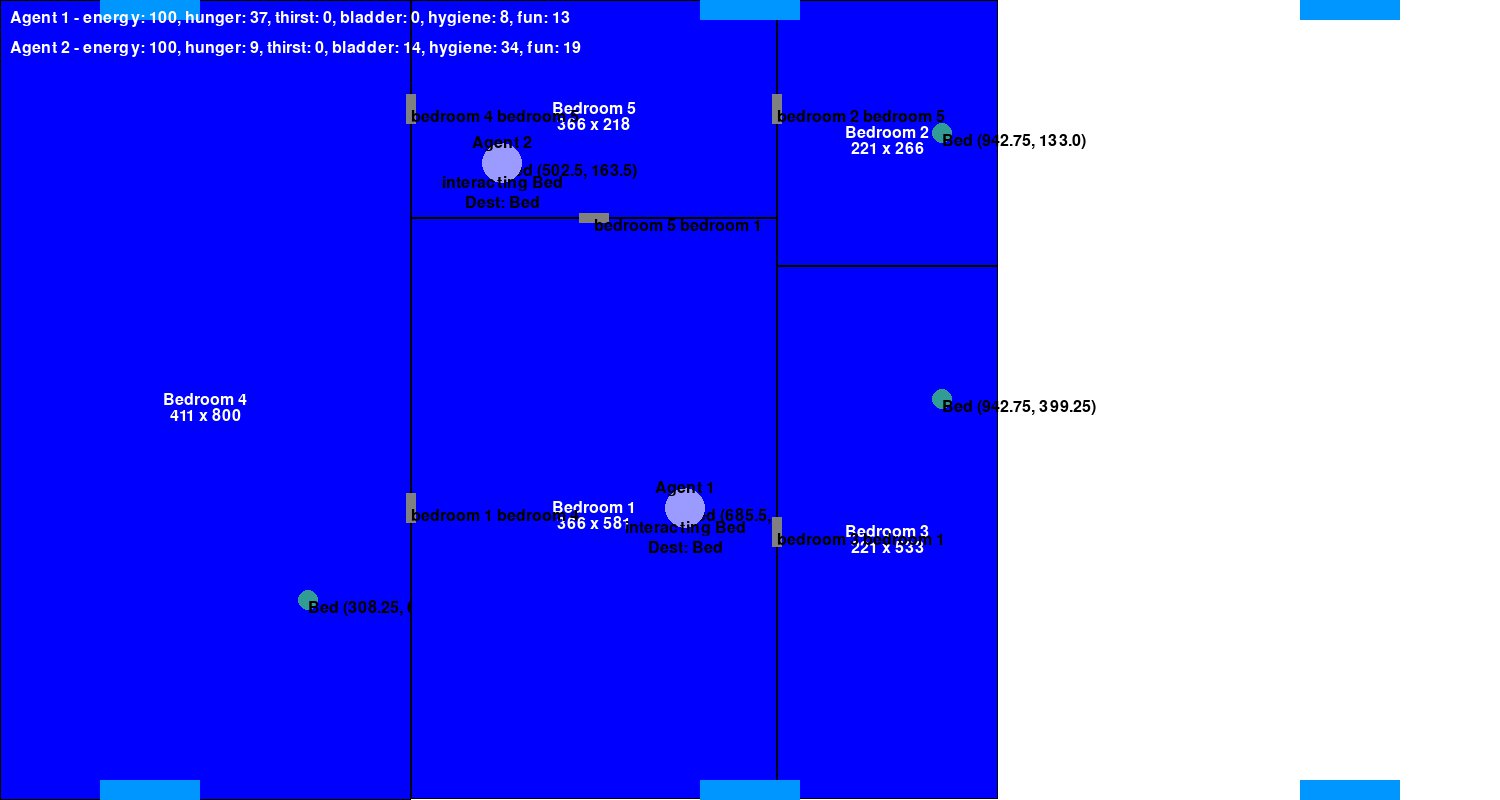 Agent 1 - energy: 100, hunger: 37, thirst: 0, bladder: 0, hygiene: 8, fun: 13
Agent 2 - energy: 100, hunger: 9, thirst: 0, bladder: 14, hygiene: 34, fun: 19
bedroom 4 bedroom
Bedroom 5
366 x 218
bedroom 2 bedroom 5
Bedroom 2
221 x 266
Bed (942.75, 133.0)
Agent 2
(502.5, 163.5)
interacting Bed
Dest: Bed
bedroom 5 bedroom 1
Bedroom 4
411 x 800
Bed (942.75, 399.25)
Agent 1
bedroom 1 bedroom
Bedroom 1
366 x 581
(685.5,
interacting Bed
Dest: Bed
bedroom 3 bedroom 1
Bedroom 3
221 x 533
Bed (308.25,